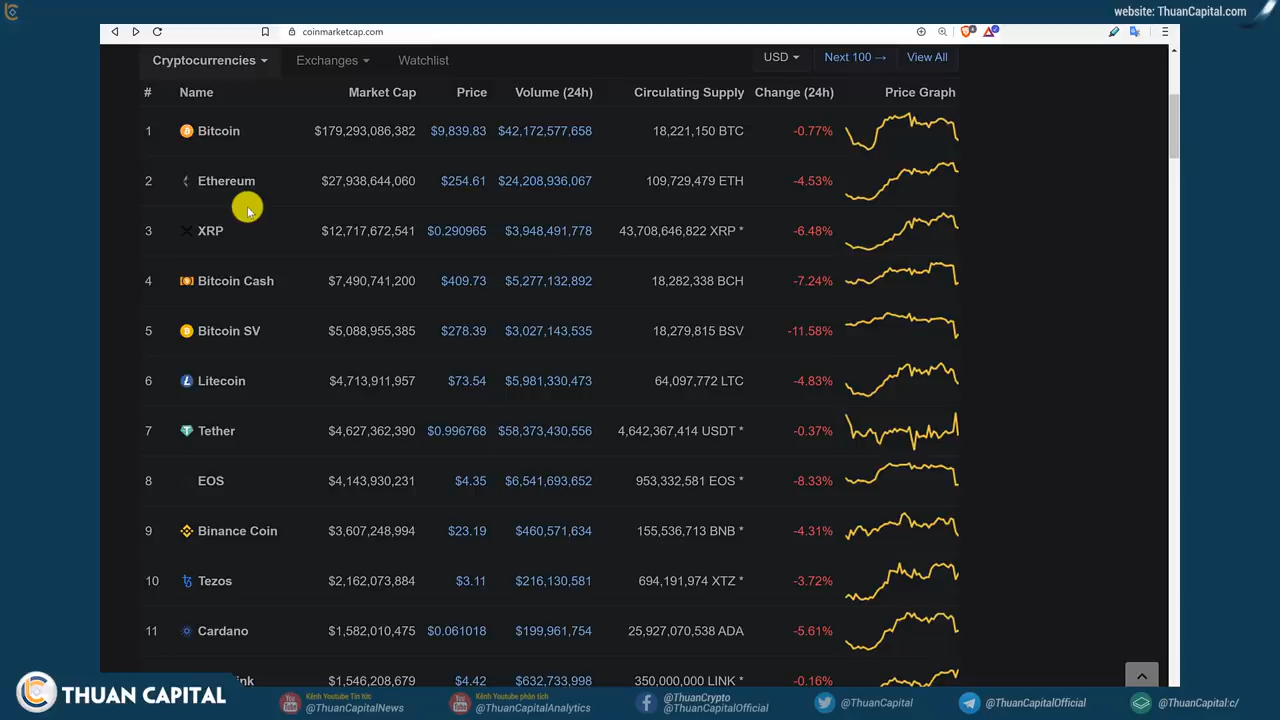 website: ThuanCapital.com
coinmarketcap.com
Cryptocurrencies Exchanges Watchlist USD Next 100 → View All
# Name Market Cap Price Volume (24h) Circulating Supply Change (24h) Price Graph
1 Bitcoin $179,293,086,382 $9,839.83 $42,172,577,658 18,221,150 BTC -0.77%
2 Ethereum $27,938,644,060 $254.61 $24,208,936,067 109,729,479 ETH -4.53%
3 XRP $12,717,672,541 $0.290965 $3,948,491,778 43,708,646,822 XRP * -6.48%
4 Bitcoin Cash $7,490,741,200 $409.73 $5,277,132,892 18,282,338 BCH -7.24%
5 Bitcoin SV $5,088,955,385 $278.39 $3,027,143,535 18,279,815 BSV -11.58%
6 Litecoin $4,713,911,957 $73.54 $5,981,330,473 64,097,772 LTC -4.83%
7 Tether $4,627,362,390 $0.996768 $58,373,430,556 4,642,367,414 USDT * -0.37%
8 EOS $4,143,930,231 $4.35 $6,541,693,652 953,332,581 EOS * -8.33%
9 Binance Coin $3,607,248,994 $23.19 $460,571,634 155,536,713 BNB * -4.31%
10 Tezos $2,162,073,884 $3.11 $216,130,581 694,191,974 XTZ * -3.72%
11 Cardano $1,582,010,475 $0.061018 $199,961,754 25,927,070,538 ADA -5.61%
nk $1,546,208,679 $4.42 $632,733,998 350,000,000 LINK * -0.16%
THUAN CAPITAL
Kênh Youtube Tin tức
@ThuanCapitalNews
Kênh Youtube phân tích
@ThuanCapitalAnalytics
@ThuanCrypto
@ThuanCapitalOfficial
@ThuanCapital
@ThuanCapitalOfficial
@ThuanCapital:c/